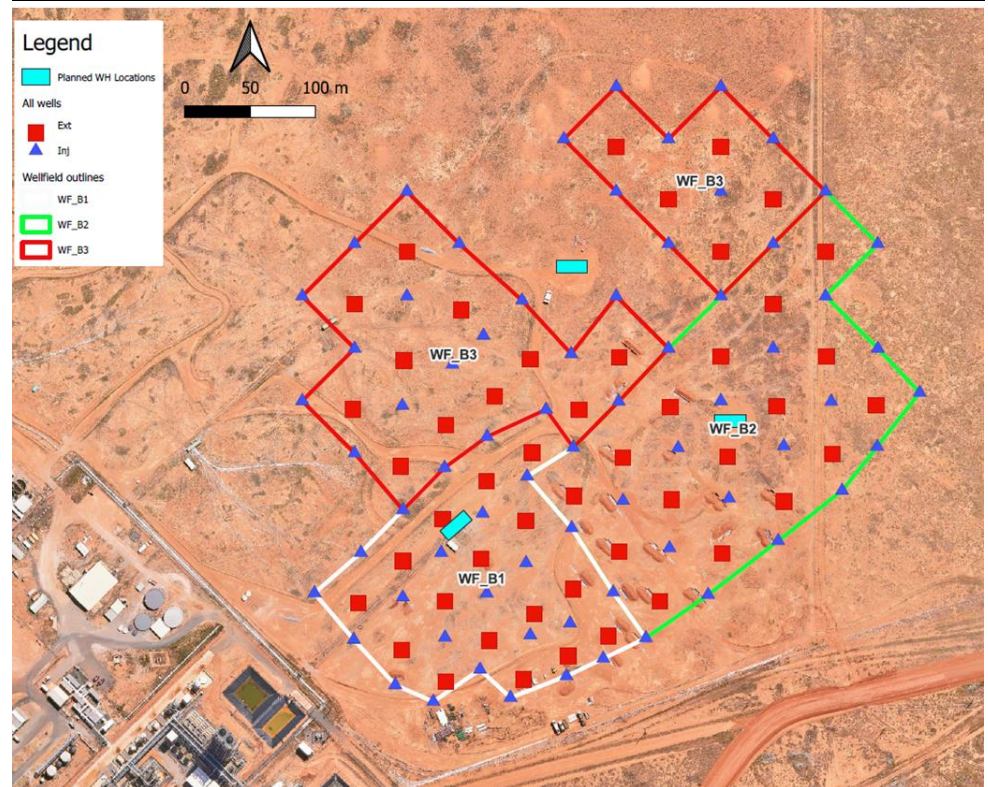 Legend
Planned WH Locations
All wells
Ext
Inj
Wellfield outlines
WF_B1
WF_B2
WF_B3
0 50 100 m
WF_B3
WF_B3
WF_B2
WF_B1